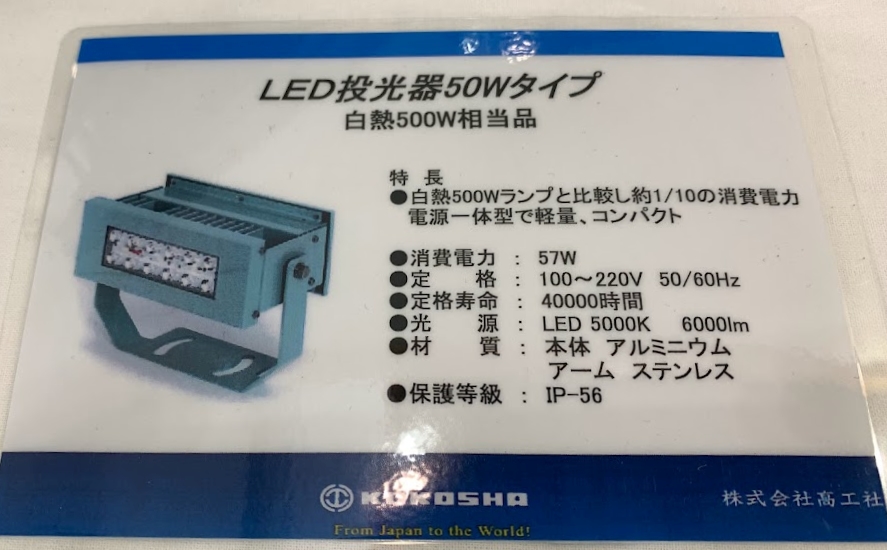 LED投光器50Wタイプ
白熱500W相当品
特 長
●白熱500Wランプと比較し約1/10の消費電力
電源一体型で軽量、コンパクト
●消費電力 : 57W
●定 格 : 100～220V 50/60Hz
●定格寿命 : 40000時間
●光 源 : LED 5000K 6000lm
●材 質 : 本体 アルミニウム
アーム ステンレス
●保護等級 : IP-56
KOKOSHA
株式会社高工社
From Japan to the World!